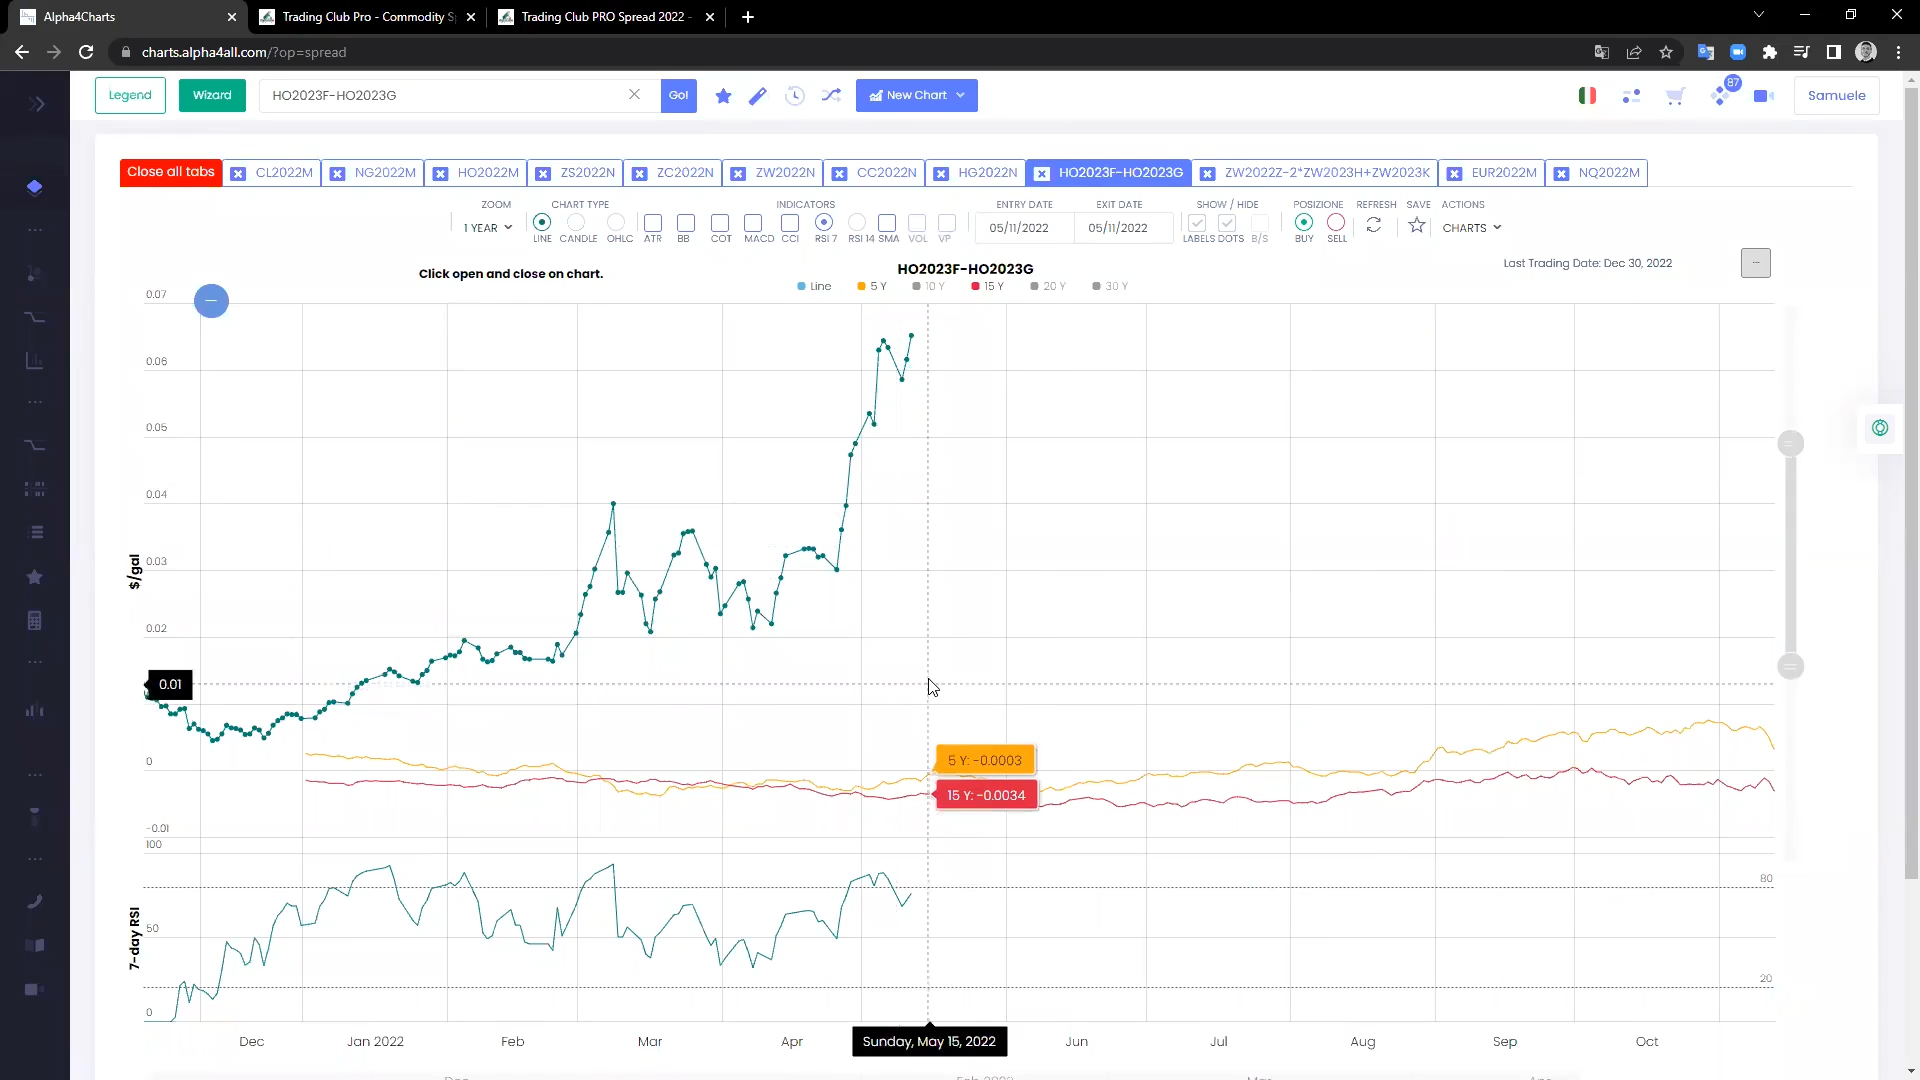 Alpha4Charts
Trading Club Pro - Commodity S
Trading Club PRO Spread 2022 -
charts.alpha4all.com/?op=spread
Legend
Wizard
HO2023F-HO2023G
Go!
New Chart
87
Samuele
Close all tabs
CL2022M
NG2022M
HO2022M
ZS2022N
ZC2022N
ZW2022N
CC2022N
HG2022N
HO2023F-HO2023G
ZW2022Z-2*ZW2023H+ZW2023K
EUR2022M
NQ2022M
ZOOM
CHART TYPE
INDICATORS
ENTRY DATE
EXIT DATE
SHOW / HIDE
POSIZIONE
REFRESH
SAVE
ACTIONS
1 YEAR
LINE
CANDLE
OHLC
ATR
BB
COT
MACD
CCI
RSI 7
RSI 14
SMA
VOL
VP
05/11/2022
05/11/2022
LABELS
DOTS
B/S
BUY
SELL
CHARTS
Click open and close on chart.
HO2023F-HO2023G
Last Trading Date: Dec 30, 2022
Line
5 Y
10 Y
15 Y
20 Y
30 Y
0.07
0.06
0.05
0.04
0.03
0.02
0.01
0
-0.01
$/gal
5 Y: -0.0003
15 Y: -0.0034
100
80
50
20
0
7-day RSI
Dec
Jan 2022
Feb
Mar
Apr
Sunday, May 15, 2022
Jun
Jul
Aug
Sep
Oct